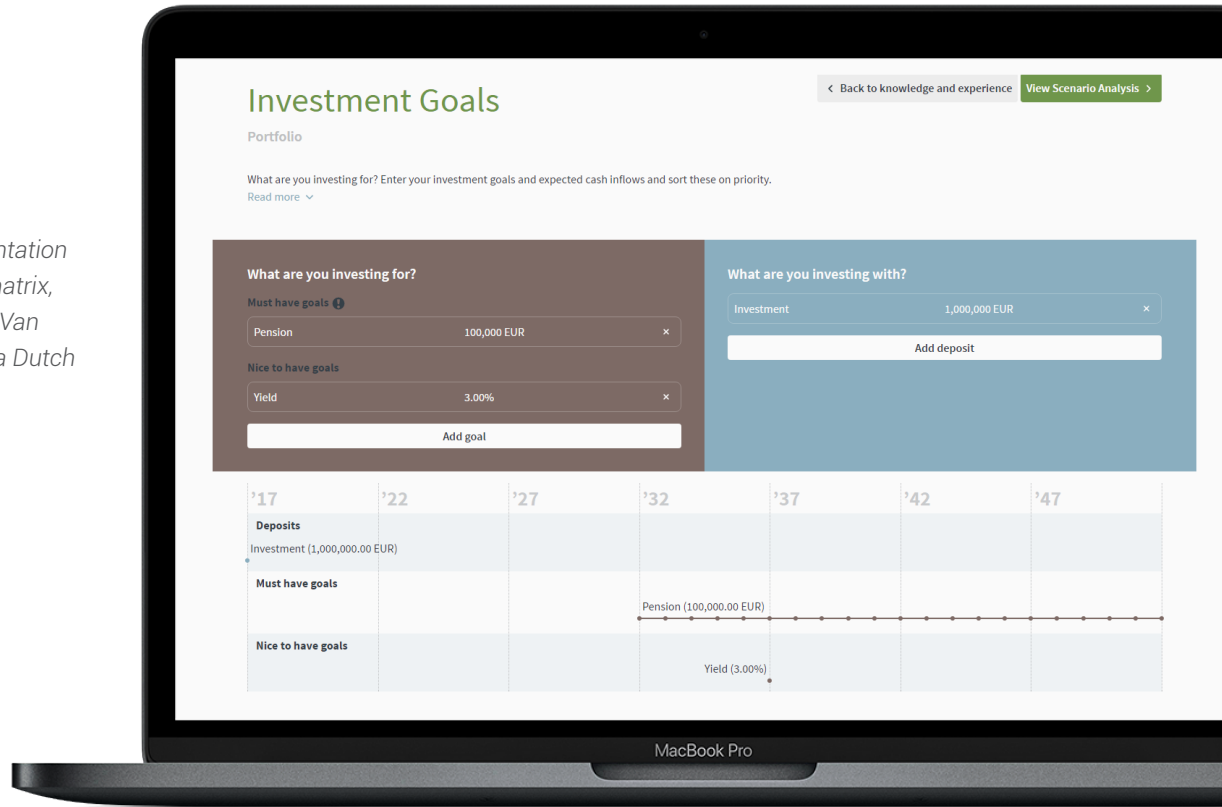 Investment Goals
Portfolio
< Back to knowledge and experience
View Scenario Analysis >
What are you investing for? Enter your investment goals and expected cash inflows and sort these on priority.
Read more
ntation
atrix,
Van
a Dutch
What are you investing for?
Must have goals
Pension 100,000 EUR ×
Nice to have goals
Yield 3.00% ×
Add goal
What are you investing with?
Investment 1,000,000 EUR ×
Add deposit
’17 ’22 ’27 ’32 ’37 ’42 ’47
Deposits
Investment (1,000,000.00 EUR)
Must have goals
Pension (100,000.00 EUR)
Nice to have goals
Yield (3.00%)
MacBook Pro